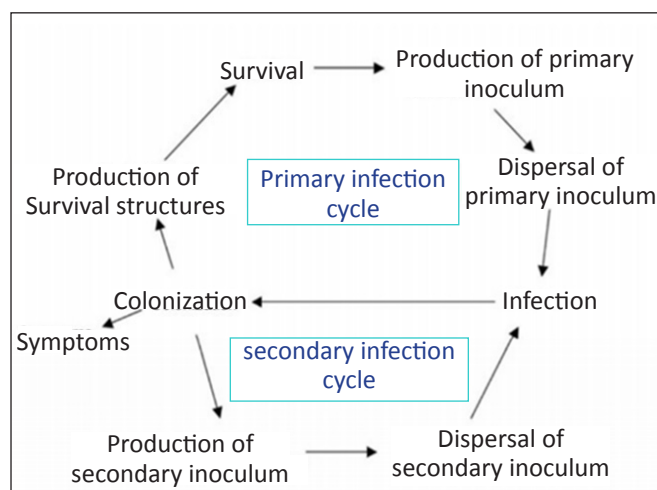 Survival
Production of primary
inoculum
Production of
Survival structures
Primary infection
cycle
Dispersal of
primary inoculum
Colonization
Infection
Symptoms
secondary infection
cycle
Production of
secondary inoculum
Dispersal of
secondary inoculum